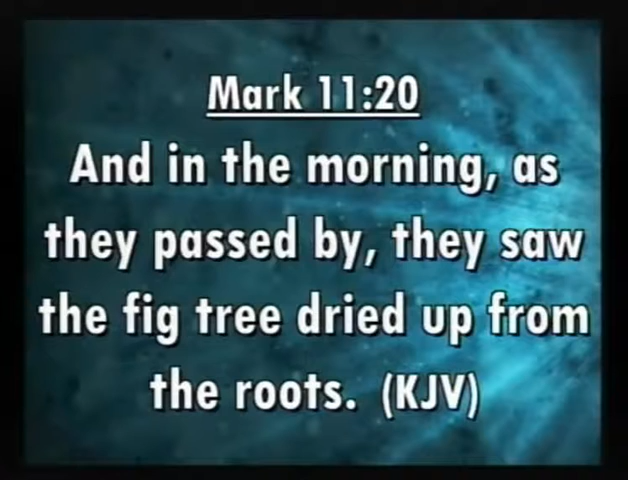 Mark 11:20
And in the morning, as
they passed by, they saw
the fig tree dried up from
the roots. (KJV)